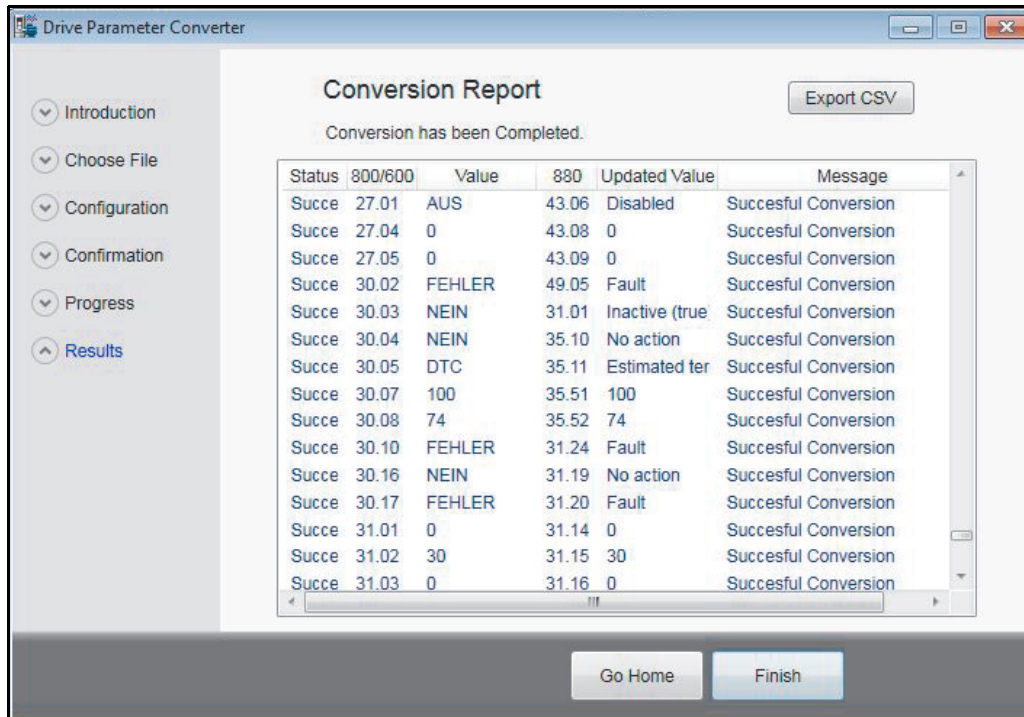 Drive Parameter Converter
Introduction
Choose File
Configuration
Confirmation
Progress
Results
Conversion Report
Export CSV
Conversion has been Completed.
Status 800/600 Value 880 Updated Value Message
Succe 27.01 AUS 43.06 Disabled Succesful Conversion
Succe 27.04 0 43.08 0 Succesful Conversion
Succe 27.05 0 43.09 0 Succesful Conversion
Succe 30.02 FEHLER 49.05 Fault Succesful Conversion
Succe 30.03 NEIN 31.01 Inactive (true Succesful Conversion
Succe 30.04 NEIN 35.10 No action Succesful Conversion
Succe 30.05 DTC 35.11 Estimated ter Succesful Conversion
Succe 30.07 100 35.51 100 Succesful Conversion
Succe 30.08 74 35.52 74 Succesful Conversion
Succe 30.10 FEHLER 31.24 Fault Succesful Conversion
Succe 30.16 NEIN 31.19 No action Succesful Conversion
Succe 30.17 FEHLER 31.20 Fault Succesful Conversion
Succe 31.01 0 31.14 0 Succesful Conversion
Succe 31.02 30 31.15 30 Succesful Conversion
Succe 31.03 0 31.16 0 Succesful Conversion
Go Home
Finish